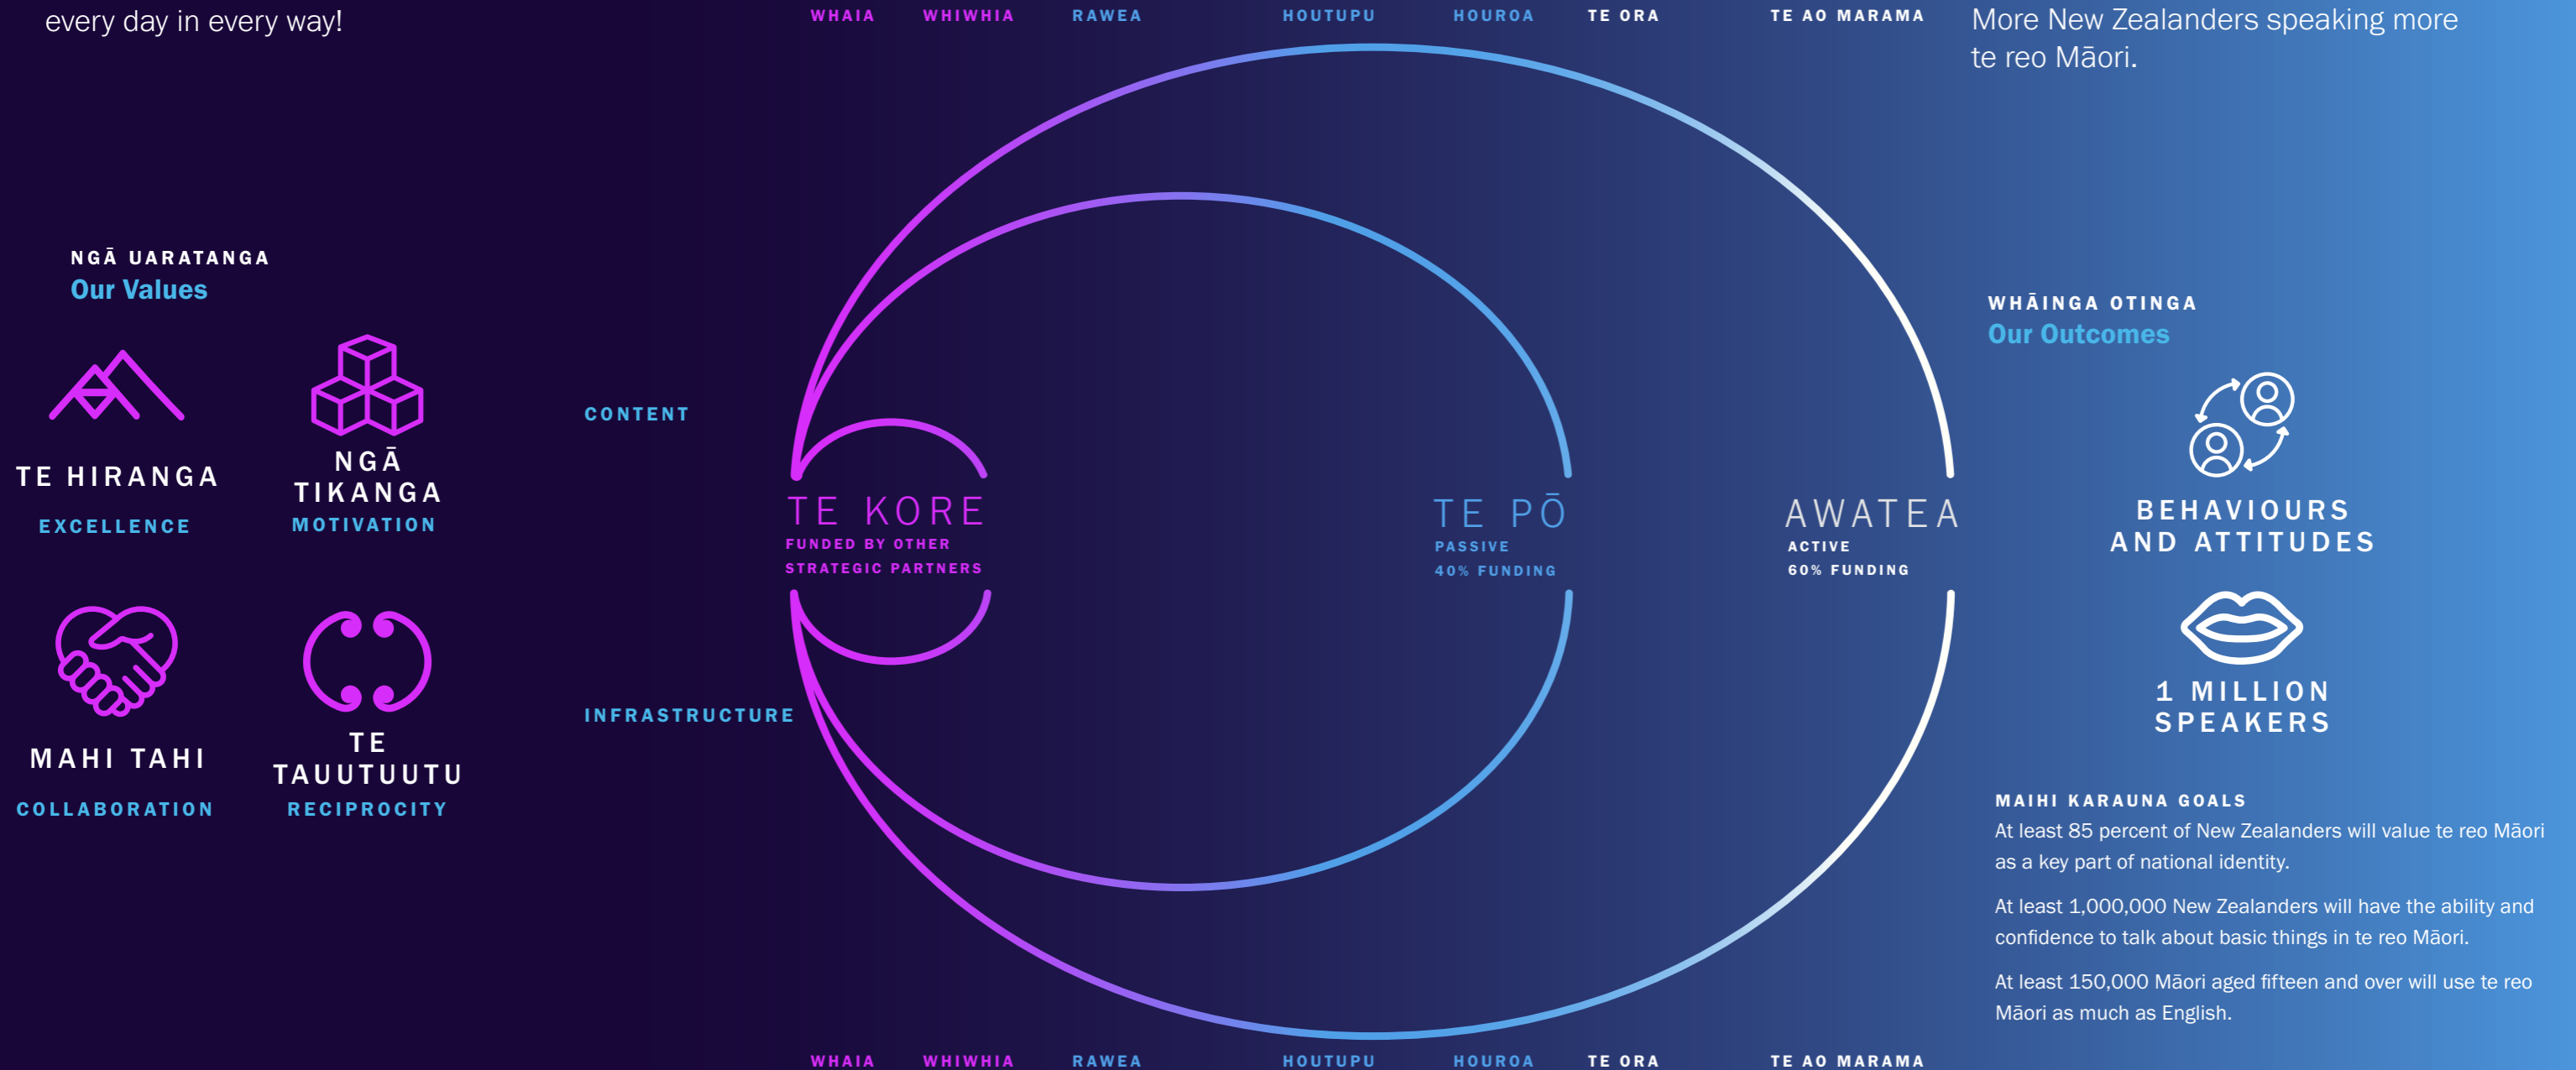 every day in every way!
WHAIA WHIWHIA RAWEA HOUTUPU HOUROA TE ORA TE AO MARAMA
More New Zealanders speaking more
te reo Māori.
NGĀ UARATANGA
Our Values
TE HIRANGA
EXCELLENCE
NGĀ
TIKANGA
MOTIVATION
MAHI TAHI
COLLABORATION
TE
TAUUTUUTU
RECIPROCITY
CONTENT
INFRASTRUCTURE
TE KORE
FUNDED BY OTHER
STRATEGIC PARTNERS
TE PŌ
PASSIVE
40% FUNDING
AWATEA
ACTIVE
60% FUNDING
WHĀINGA OTINGA
Our Outcomes
BEHAVIOURS
AND ATTITUDES
1 MILLION
SPEAKERS
MAIHI KARAUNA GOALS
At least 85 percent of New Zealanders will value te reo Māori
as a key part of national identity.
At least 1,000,000 New Zealanders will have the ability and
confidence to talk about basic things in te reo Māori.
At least 150,000 Māori aged fifteen and over will use te reo
Māori as much as English.
WHAIA WHIWHIA RAWEA HOUTUPU HOUROA TE ORA TE AO MARAMA